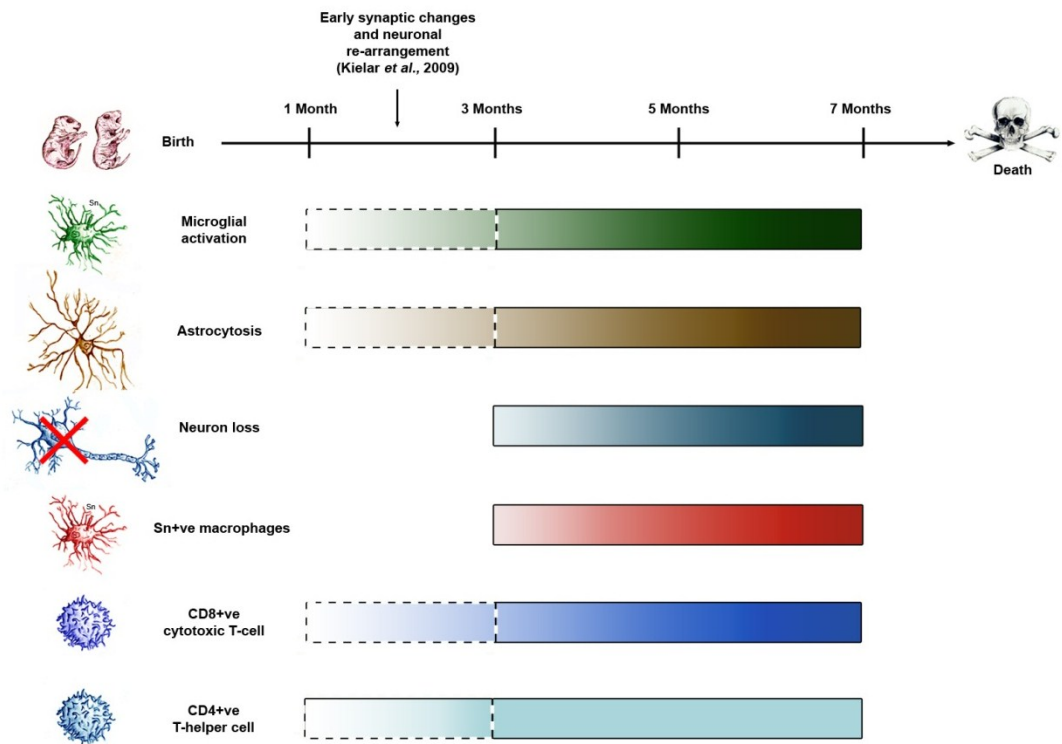 Early synaptic changes
and neuronal
re-arrangement
(Kielar et al., 2009)
1 Month
3 Months
5 Months
7 Months
Birth
Death
Sn
Microglial
activation
Astrocytosis
Neuron loss
Sn
Sn+ve macrophages
CD8+ve
cytotoxic T-cell
CD4+ve
T-helper cell